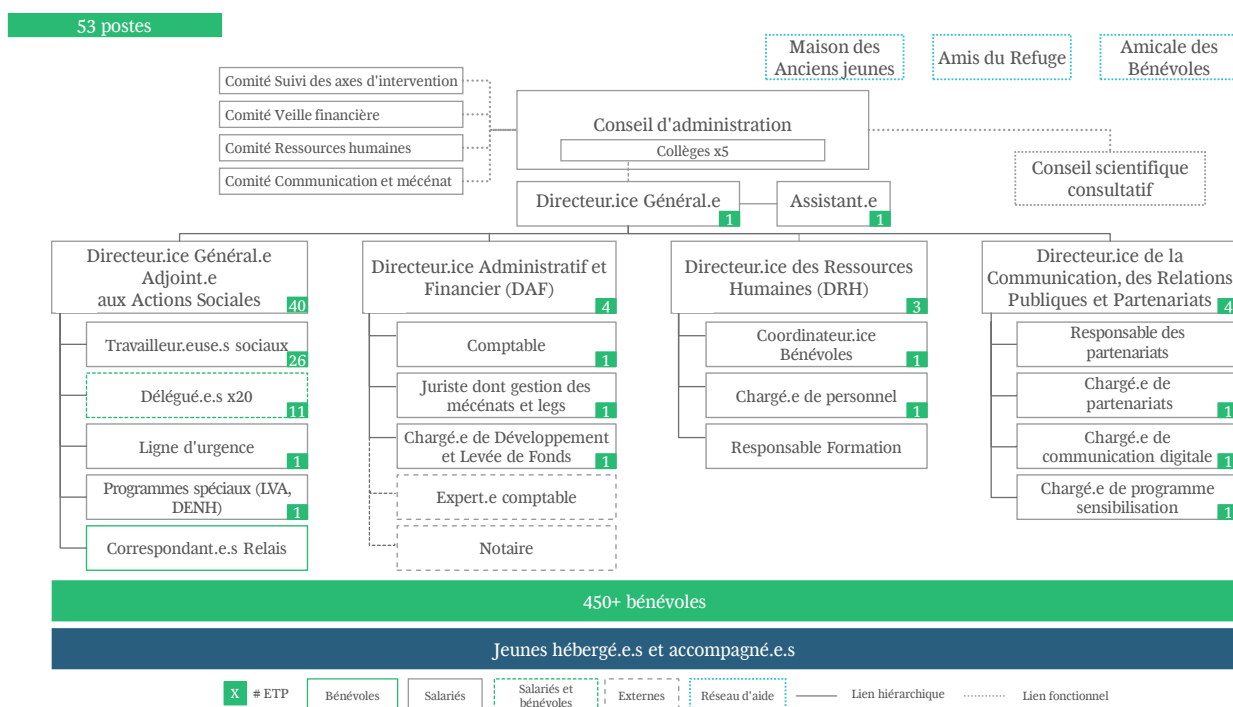 53 postes
Maison des
Anciens jeunes
Amis du Refuge
Amicale des
Bénévoles
Comité Suivi des axes d'intervention
Comité Veille financière
Comité Ressources humaines
Comité Communication et mécénat
Conseil d'administration
Collèges x5
Conseil scientifique
consultatif
Directeur.ice Général.e
1
Assistant.e
1
Directeur.ice Général.e
Adjoint.e
aux Actions Sociales
40
Travailleur.euse.s sociaux
26
Délégué.e.s x20
11
Ligne d'urgence
1
Programmes spéciaux (LVA,
DENH)
1
Correspondant.e.s Relais
Directeur.ice Administratif et
Financier (DAF)
4
Comptable
1
Juriste dont gestion des
mécénats et legs
1
Chargé.e de Développement
et Levée de Fonds
1
Expert.e comptable
Notaire
Directeur.ice des Ressources
Humaines (DRH)
3
Coordinateur.ice
Bénévoles
1
Chargé.e de personnel
1
Responsable Formation
Directeur.ice de la
Communication, des Relations
Publiques et Partenariats
4
Responsable des
partenariats
Chargé.e de
partenariats
1
Chargé.e de
communication digitale
1
Chargé.e de programme
sensibilisation
1
450+ bénévoles
Jeunes hébergé.e.s et accompagné.e.s
X # ETP
Bénévoles
Salariés
Salariés et
bénévoles
Externes
Réseau d'aide
Lien hiérarchique
Lien fonctionnel